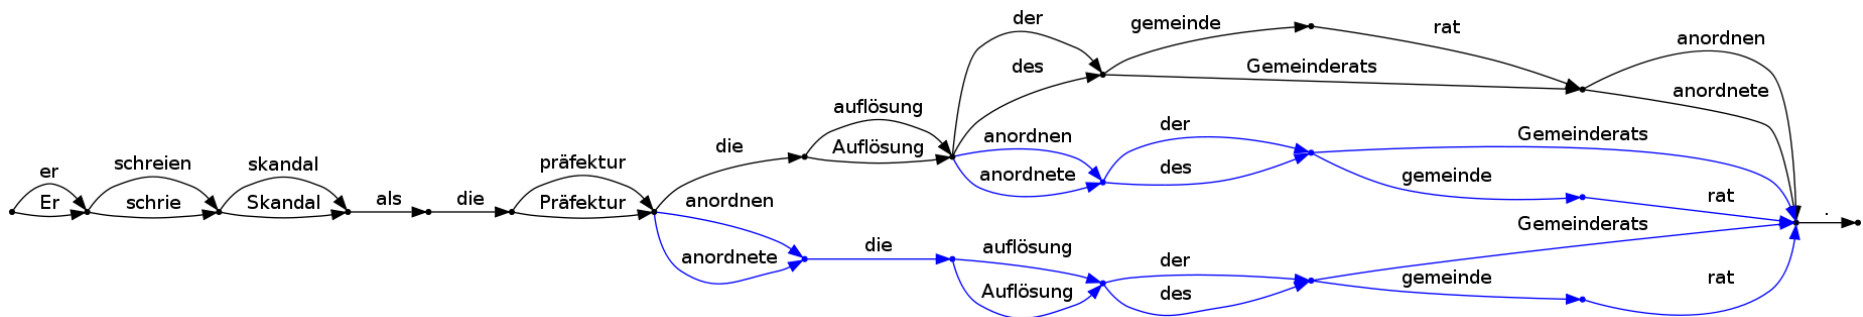 der
gemeinde
rat
anordnen
des
Gemeinderats
anordnete
auflösung
Auflösung
die
anordnen
der
Gemeinderats
anordnete
des
gemeinde
rat
er
schreien
skandal
präfektur
Er
schrie
Skandal
als
die
Präfektur
anordnen
.
Gemeinderats
anordnete
die
auflösung
der
gemeinde
rat
Auflösung
des